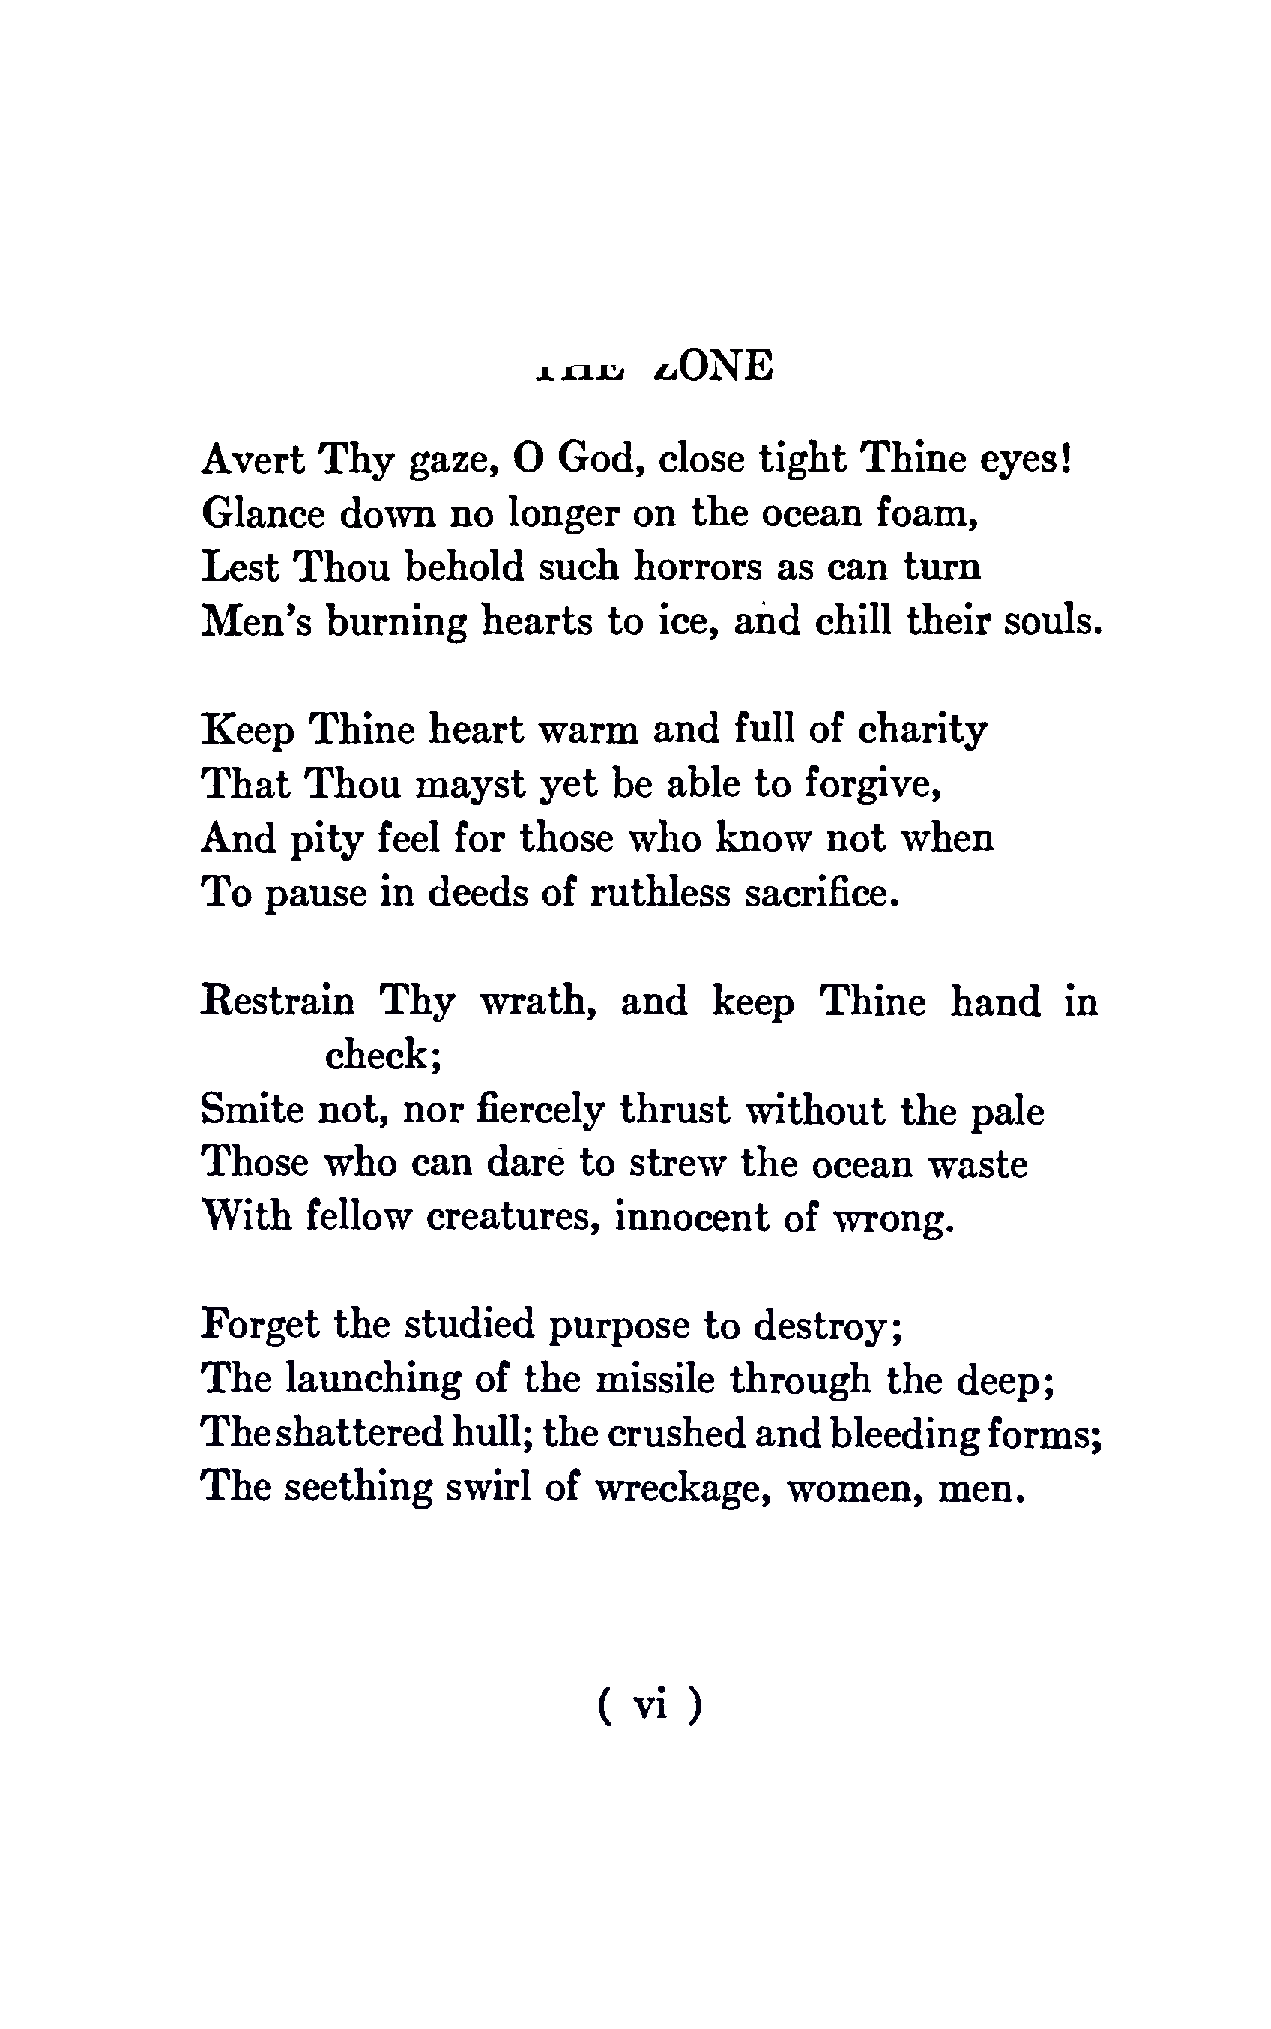 THE ZONE
Avert Thy gaze, O God, close tight Thine eyes!
Glance down no longer on the ocean foam,
Lest Thou behold such horrors as can turn
Men's burning hearts to ice, and chill their souls.
Keep Thine heart warm and full of charity
That Thou mayst yet be able to forgive,
And pity feel for those who know not when
To pause in deeds of ruthless sacrifice.
Restrain Thy wrath, and keep Thine hand in
check;
Smite not, nor fiercely thrust without the pale
Those who can dare to strew the ocean waste
With fellow creatures, innocent of wrong.
Forget the studied purpose to destroy;
The launching of the missile through the deep;
The shattered hull; the crushed and bleeding forms;
The seething swirl of wreckage, women, men.
( vi )